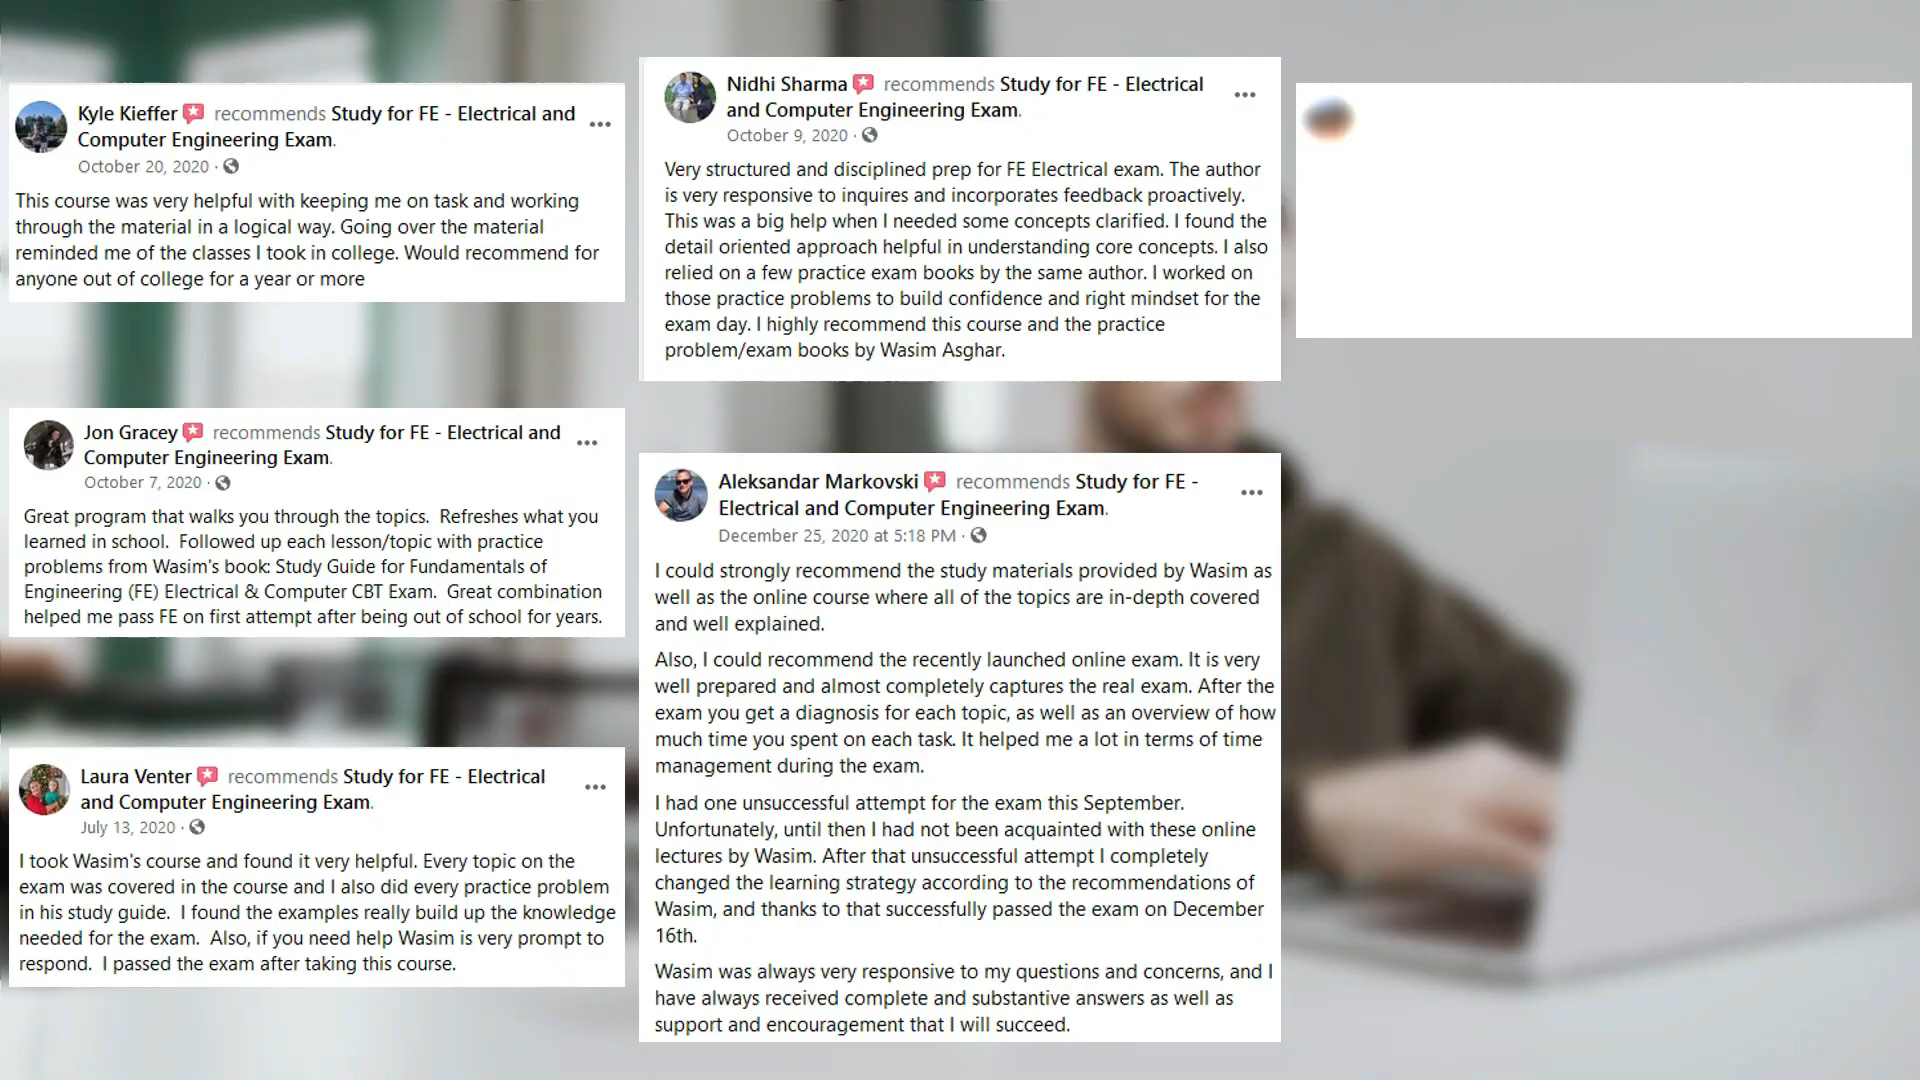 Kyle Kieffer recommends Study for FE - Electrical and
Computer Engineering Exam.
October 20, 2020 ·
This course was very helpful with keeping me on task and working
through the material in a logical way. Going over the material
reminded me of the classes I took in college. Would recommend for
anyone out of college for a year or more
Jon Gracey recommends Study for FE - Electrical and
Computer Engineering Exam.
October 7, 2020 ·
Great program that walks you through the topics. Refreshes what you
learned in school. Followed up each lesson/topic with practice
problems from Wasim's book: Study Guide for Fundamentals of
Engineering (FE) Electrical & Computer CBT Exam. Great combination
helped me pass FE on first attempt after being out of school for years.
Laura Venter recommends Study for FE - Electrical
and Computer Engineering Exam.
July 13, 2020 ·
I took Wasim's course and found it very helpful. Every topic on the
exam was covered in the course and I also did every practice problem
in his study guide. I found the examples really build up the knowledge
needed for the exam. Also, if you need help Wasim is very prompt to
respond. I passed the exam after taking this course.
Nidhi Sharma recommends Study for FE - Electrical
and Computer Engineering Exam.
October 9, 2020 ·
Very structured and disciplined prep for FE Electrical exam. The author
is very responsive to inquires and incorporates feedback proactively.
This was a big help when I needed some concepts clarified. I found the
detail oriented approach helpful in understanding core concepts. I also
relied on a few practice exam books by the same author. I worked on
those practice problems to build confidence and right mindset for the
exam day. I highly recommend this course and the practice
problem/exam books by Wasim Asghar.
Aleksandar Markovski recommends Study for FE -
Electrical and Computer Engineering Exam.
December 25, 2020 at 5:18 PM ·
I could strongly recommend the study materials provided by Wasim as
well as the online course where all of the topics are in-depth covered
and well explained.
Also, I could recommend the recently launched online exam. It is very
well prepared and almost completely captures the real exam. After the
exam you get a diagnosis for each topic, as well as an overview of how
much time you spent on each task. It helped me a lot in terms of time
management during the exam.
I had one unsuccessful attempt for the exam this September.
Unfortunately, until then I had not been acquainted with these online
lectures by Wasim. After that unsuccessful attempt I completely
changed the learning strategy according to the recommendations of
Wasim, and thanks to that successfully passed the exam on December
16th.
Wasim was always very responsive to my questions and concerns, and I
have always received complete and substantive answers as well as
support and encouragement that I will succeed.